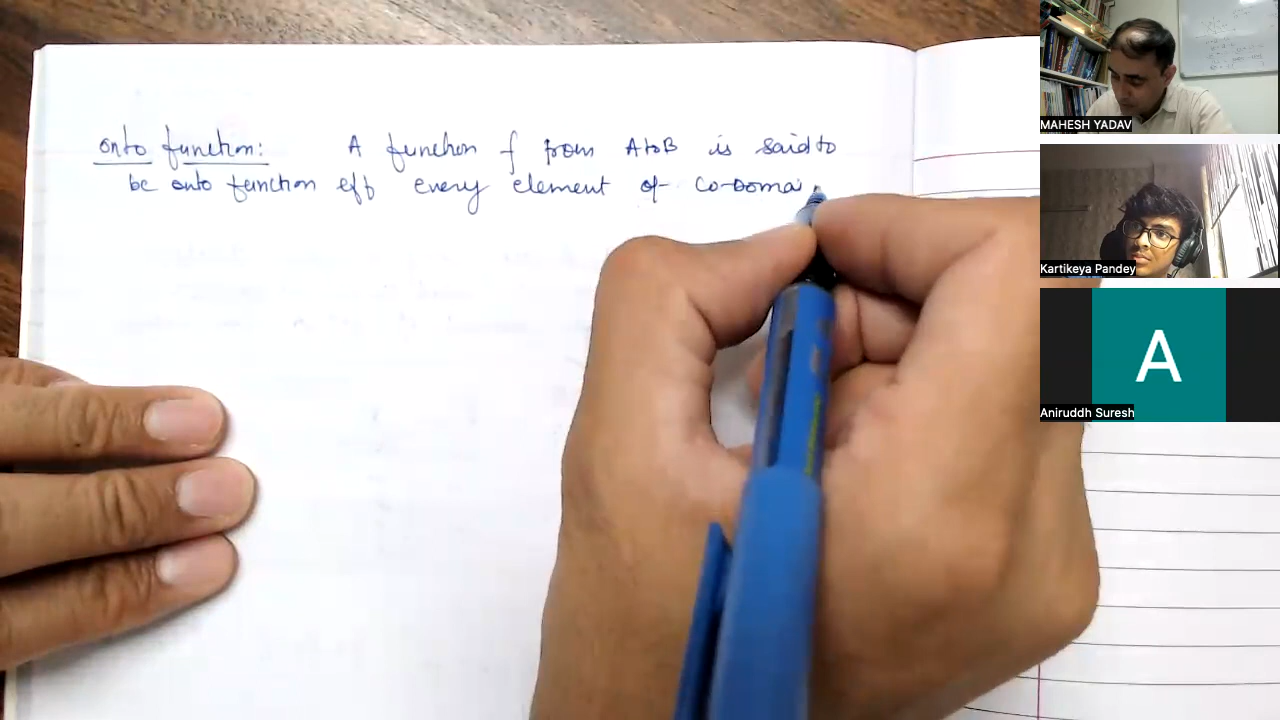 onto function: A function f from A to B is said to
be onto function iff every element of Co-Domai
MAHESH YADAV
Kartikeya Pandey
A
Aniruddh Suresh